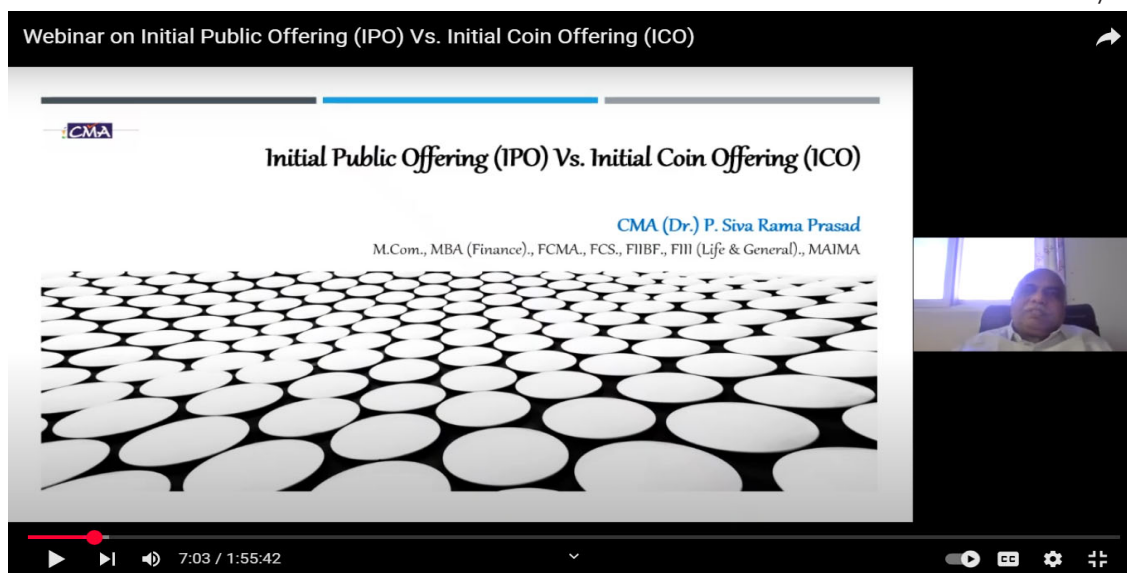 Webinar on Initial Public Offering (IPO) Vs. Initial Coin Offering (ICO)
CMA
Initial Public Offering (IPO) Vs. Initial Coin Offering (ICO)
CMA (Dr.) P. Siva Rama Prasad
M.Com., MBA (Finance)., FCMA., FCS., FIIBF., FIII (Life & General)., MAIMA
7:03 / 1:55:42
CC